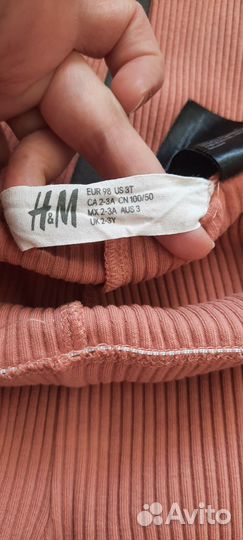 H&M
EUR 98 US 3T
CA 2-3A CN 100/50
MX 2-3A AUS 3
UK 2-3Y
Avito